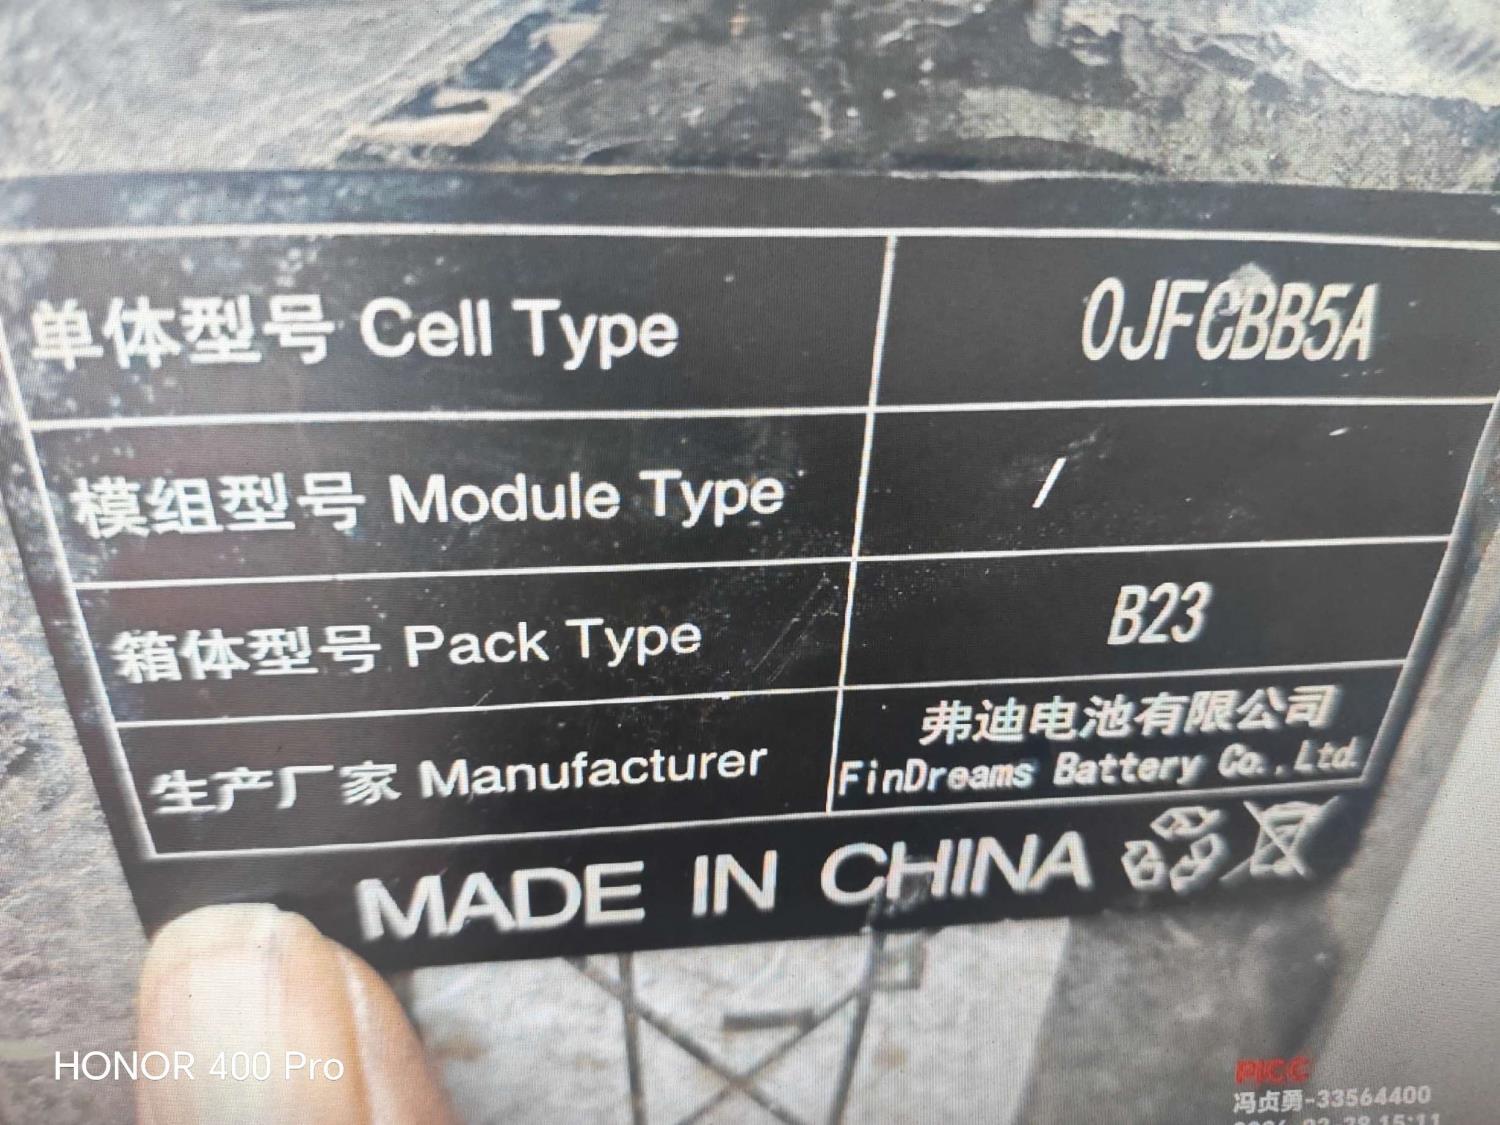 单体型号 Cell Type 0JFCBB5A
模组型号 Module Type /
箱体型号 Pack Type B23
生产厂家 Manufacturer 弗迪电池有限公司
FinDreams Battery Co.,Ltd.
MADE IN CHINA
HONOR 400 Pro
PICC
冯贞勇-33564400